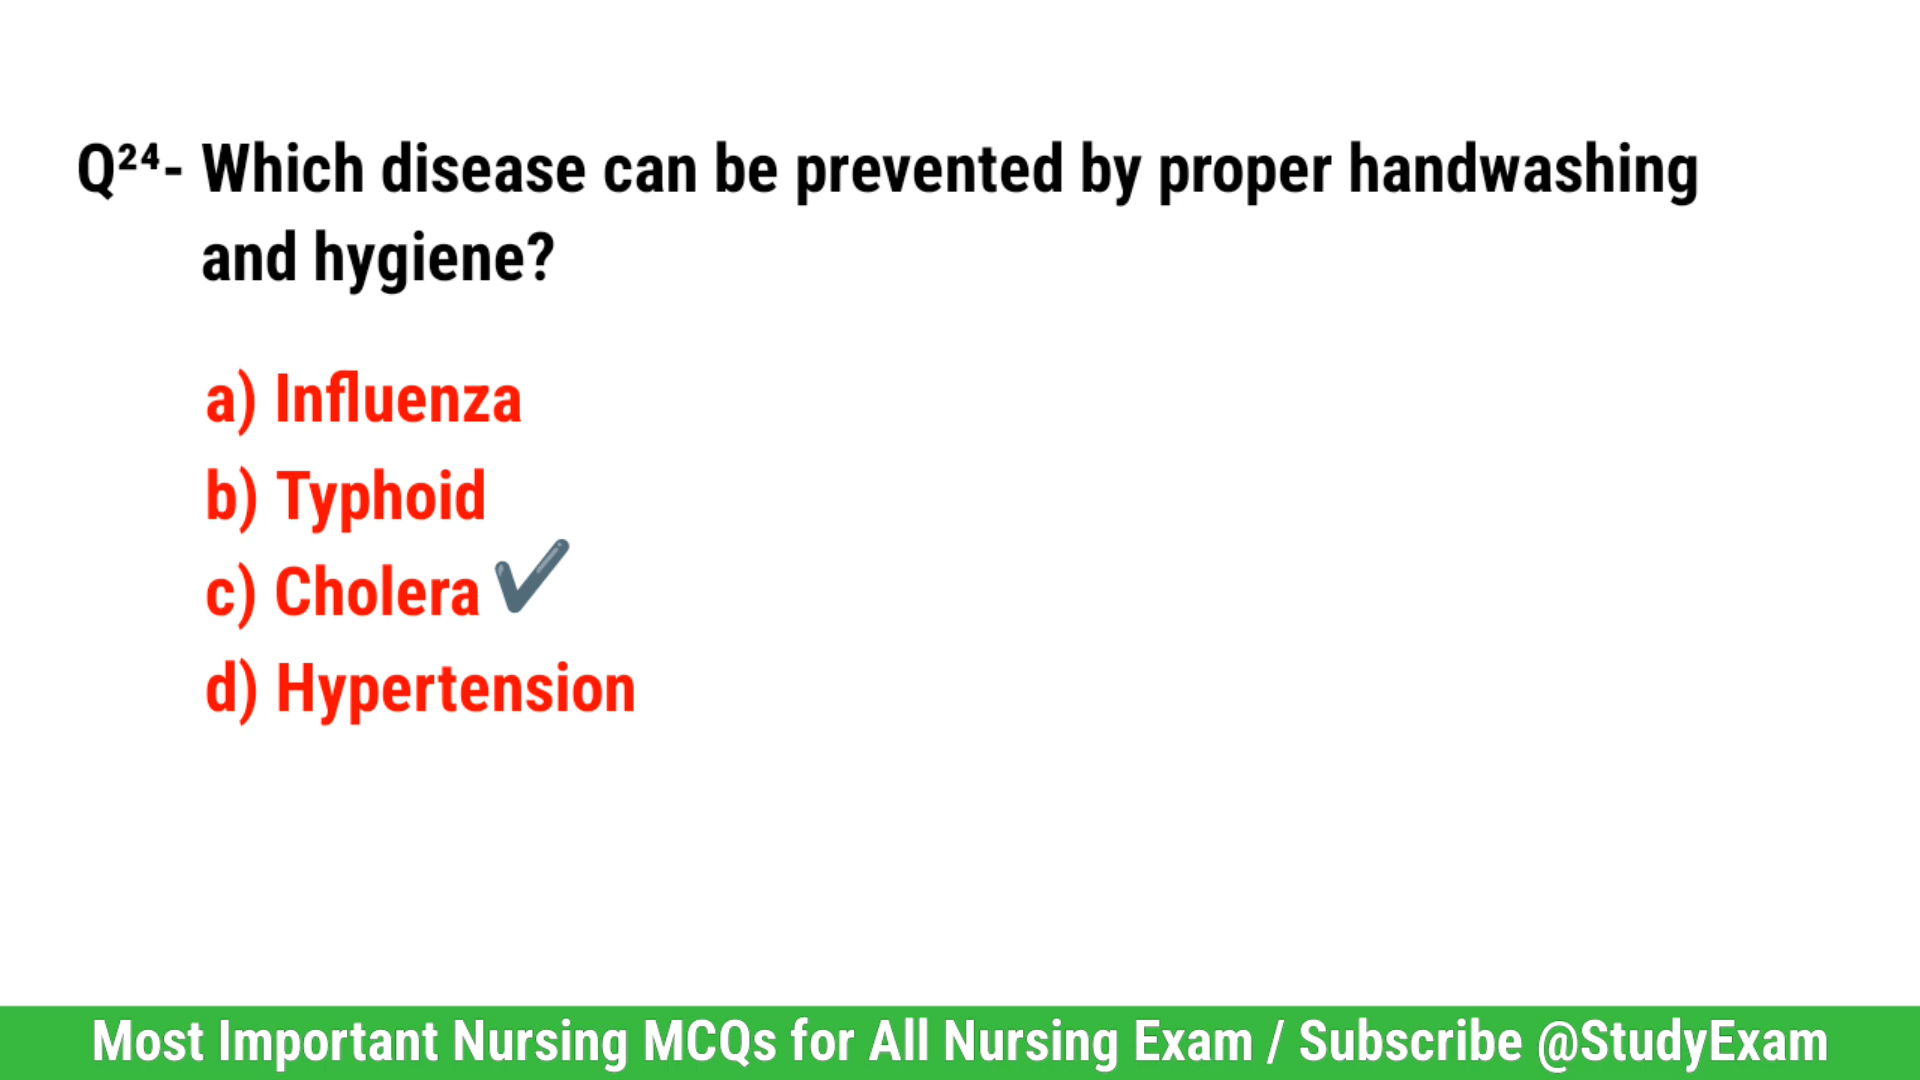 Q²⁴- Which disease can be prevented by proper handwashing
and hygiene?
a) Influenza
b) Typhoid
c) Cholera ✔
d) Hypertension
Most Important Nursing MCQs for All Nursing Exam / Subscribe @StudyExam